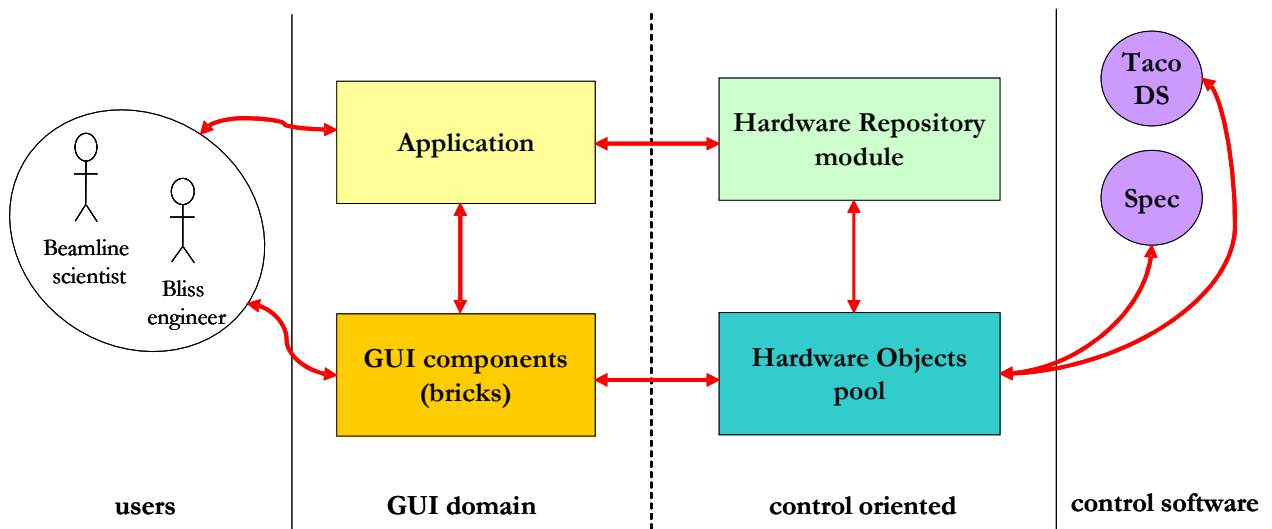 Beamline
scientist
Bliss
engineer
Application
GUI components
(bricks)
Hardware Repository
module
Hardware Objects
pool
Taco
DS
Spec
users
GUI domain
control oriented
control software